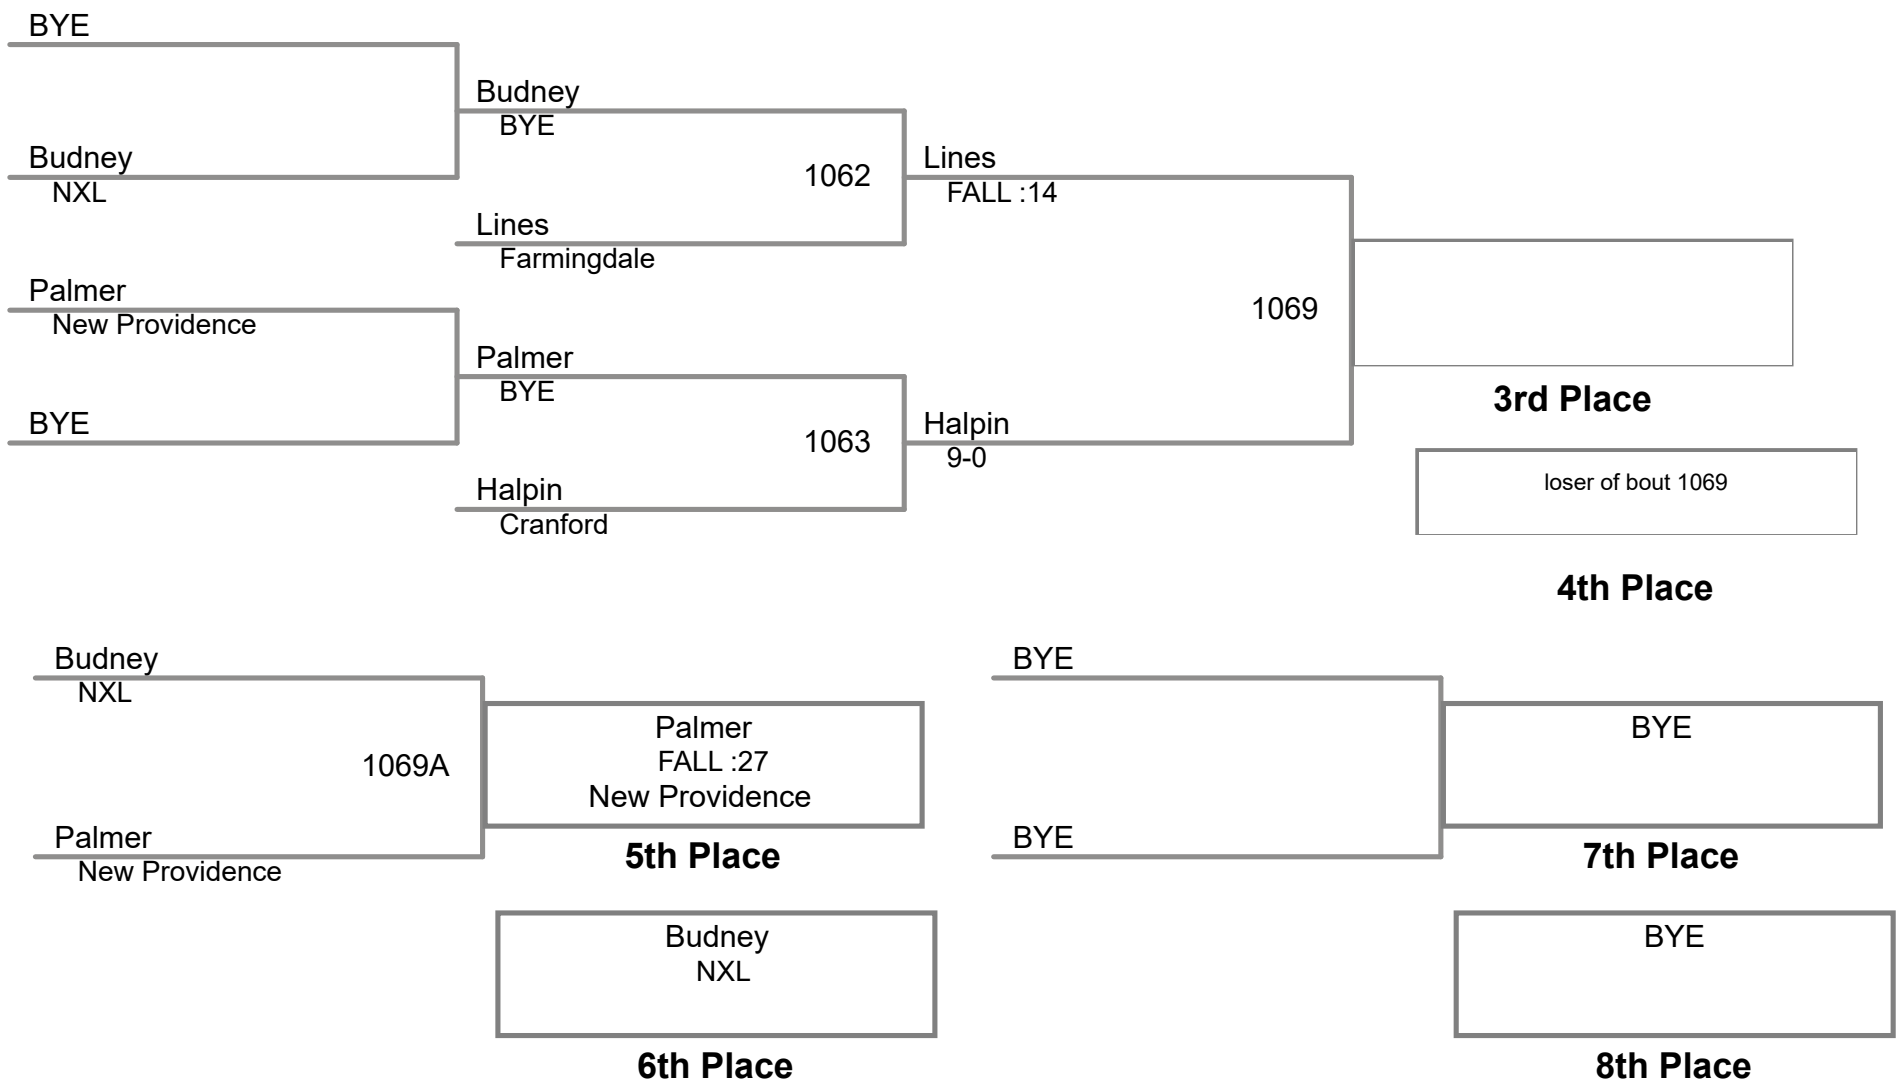 BYE
Budney
BYE
Budney
NXL
1062
Lines
FALL :14
Lines
Farmingdale
Palmer
New Providence
1069
Palmer
BYE
BYE
1063
Halpin
9-0
Halpin
Cranford
3rd Place
loser of bout 1069
4th Place
Budney
NXL
1069A
Palmer
New Providence
Palmer
FALL :27
New Providence
5th Place
Budney
NXL
6th Place
BYE
BYE
BYE
7th Place
BYE
8th Place